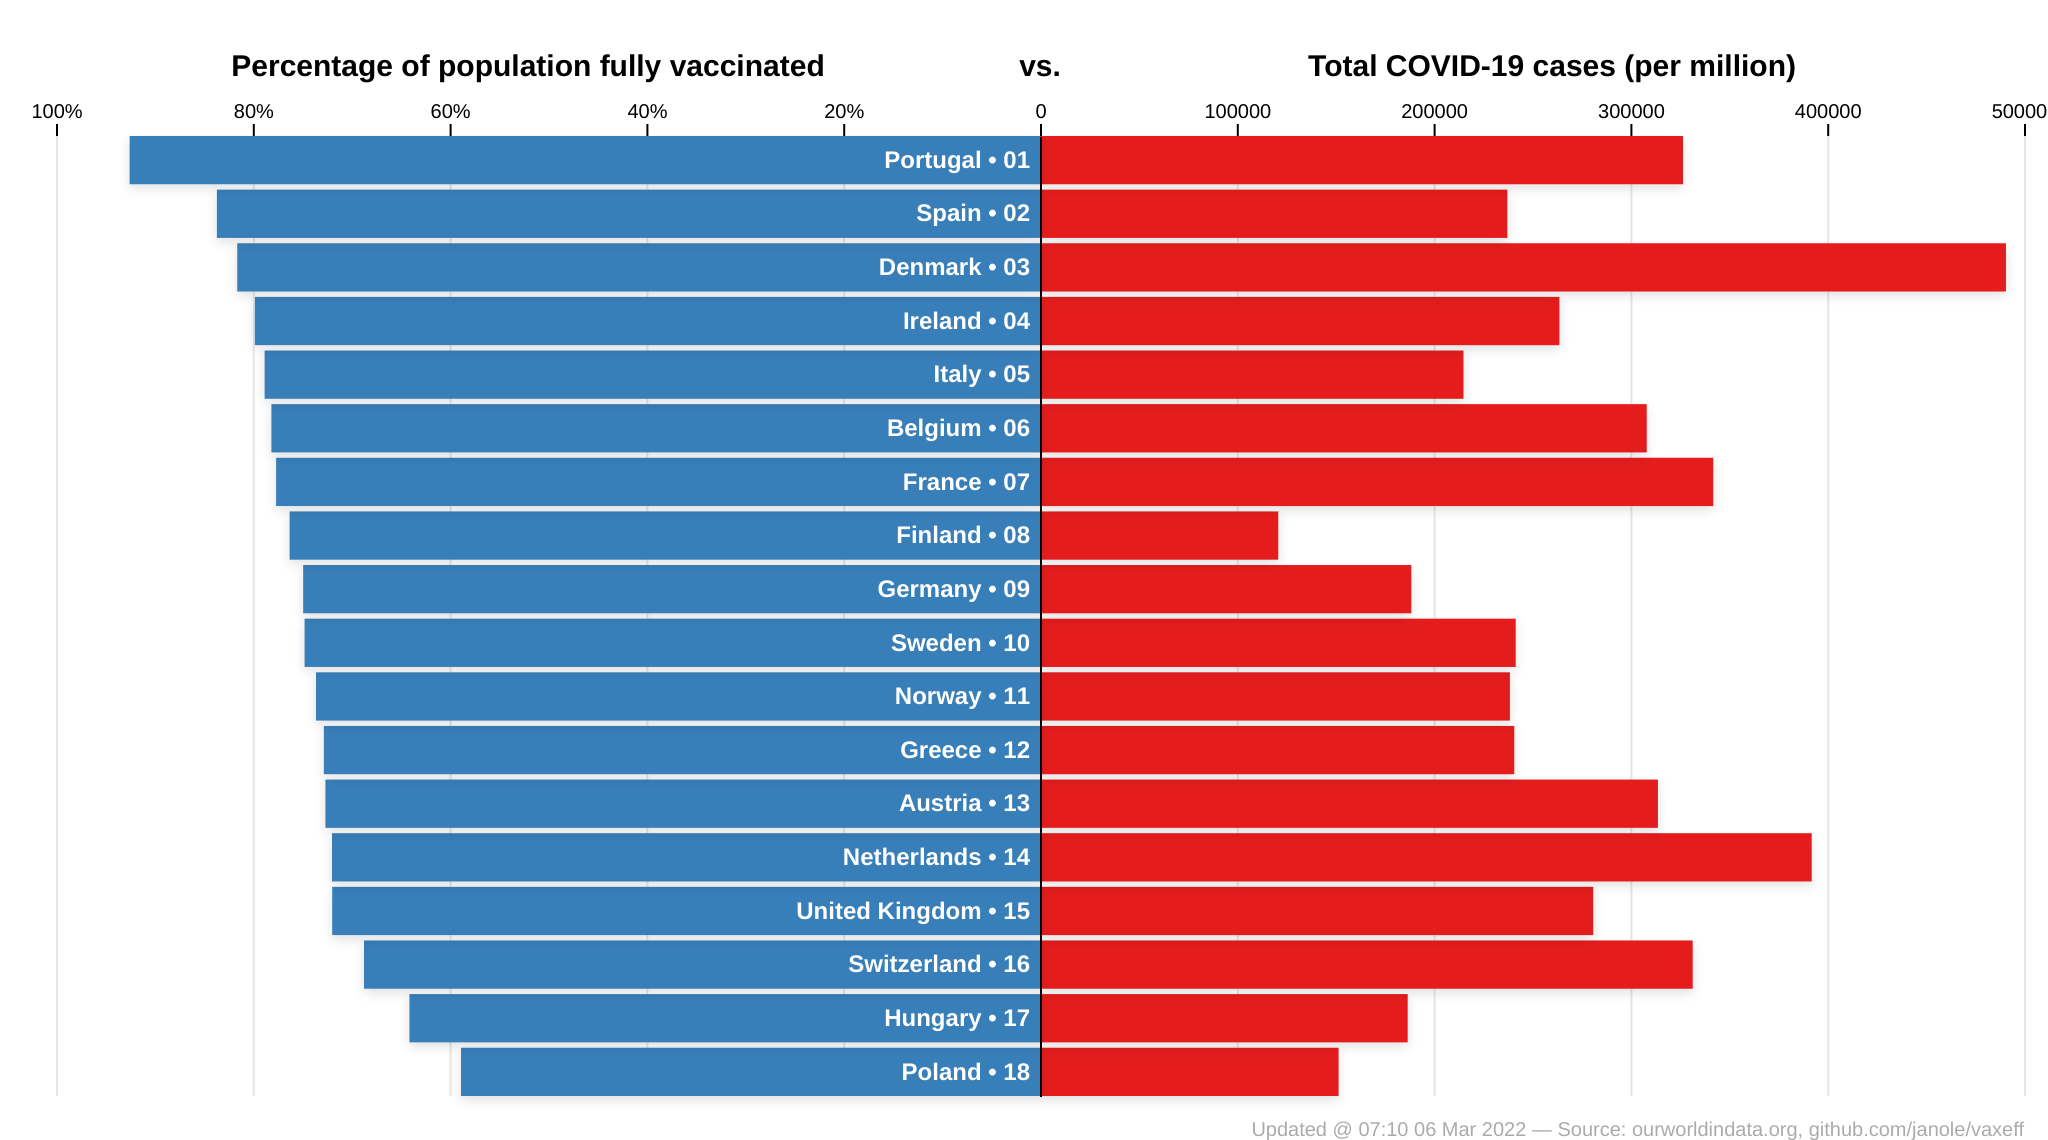 Percentage of population fully vaccinated vs. Total COVID-19 cases (per million)
100% 80% 60% 40% 20% 0 100000 200000 300000 400000 50000
Portugal • 01
Spain • 02
Denmark • 03
Ireland • 04
Italy • 05
Belgium • 06
France • 07
Finland • 08
Germany • 09
Sweden • 10
Norway • 11
Greece • 12
Austria • 13
Netherlands • 14
United Kingdom • 15
Switzerland • 16
Hungary • 17
Poland • 18
Updated @ 07:10 06 Mar 2022 — Source: ourworldindata.org, github.com/janole/vaxeff